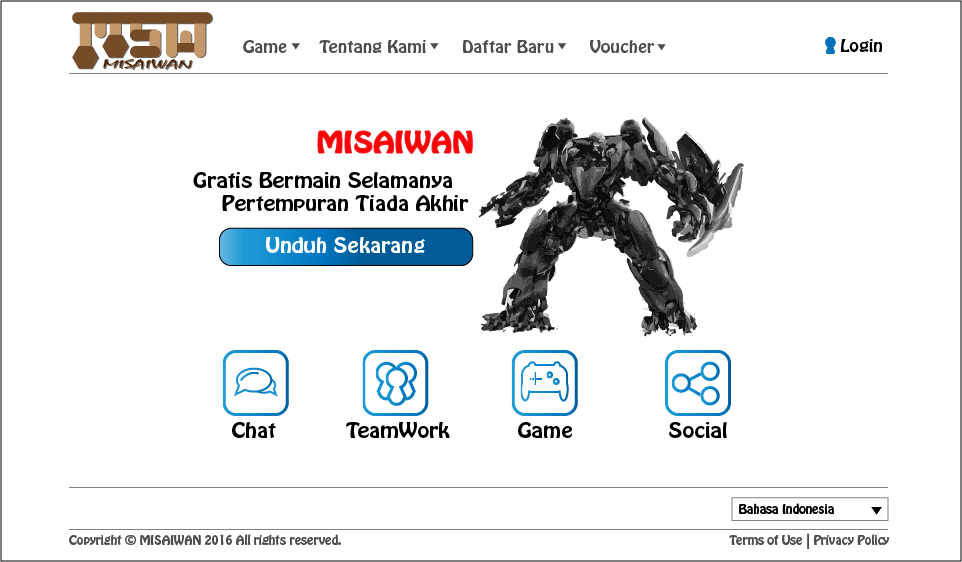 MSW
MISAIWAN
Game
Tentang Kami
Daftar Baru
Voucher
Login
MISAIWAN
Gratis Bermain Selamanya
Pertempuran Tiada Akhir
Unduh Sekarang
Chat
TeamWork
Game
Social
Bahasa Indonesia
Copyright © MISAIWAN 2016 All rights reserved.
Terms of Use | Privacy Policy